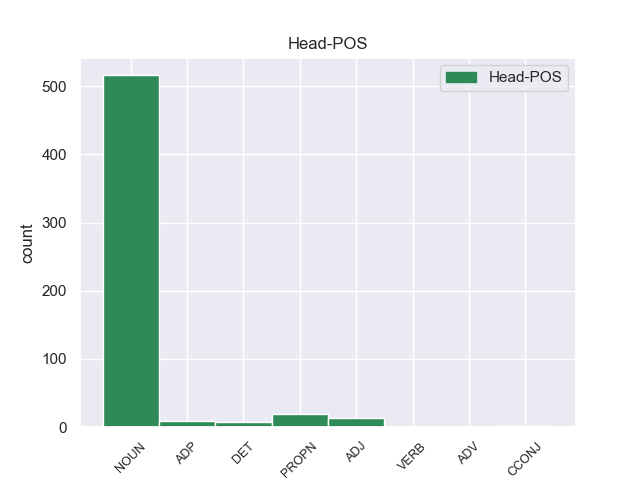 Head-POS
Head-POS
count
500
400
300
200
100
0
NOUN
ADP
DET
PROPN
ADJ
VERB
ADV
CCONJ